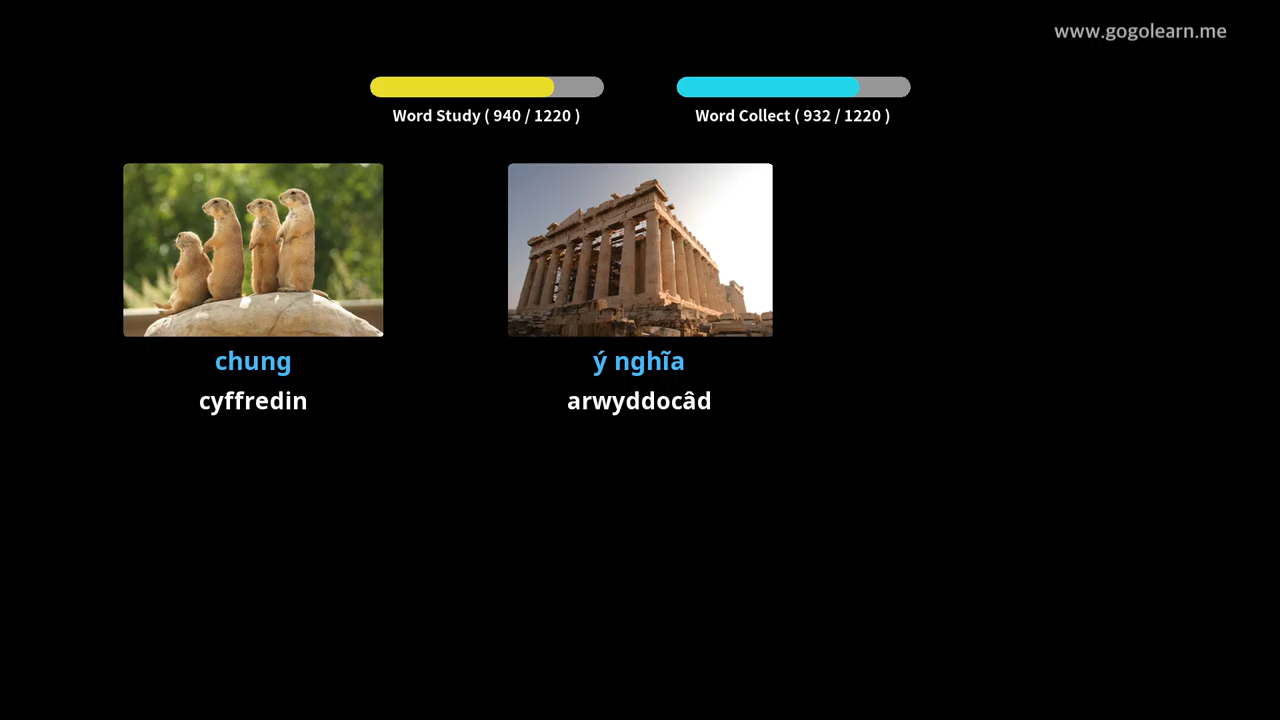 www.gogolearn.me
Word Study ( 940 / 1220 )
Word Collect ( 932 / 1220 )
chung
cyffredin
ý nghĩa
arwyddocâd